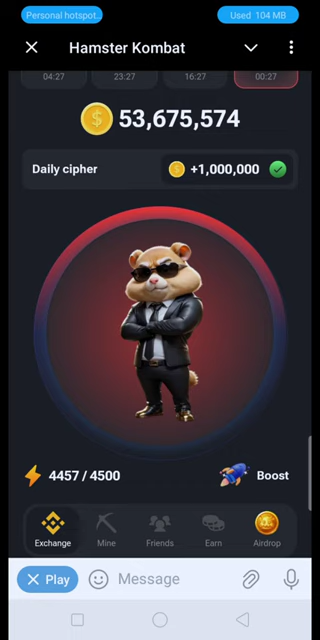 Personal hotspot..
Used 104 MB
Hamster Kombat
04:27 23:27 16:27 00:27
53,675,574
Daily cipher +1,000,000
4457 / 4500 Boost
Exchange Mine Friends Earn Airdrop
Play Message